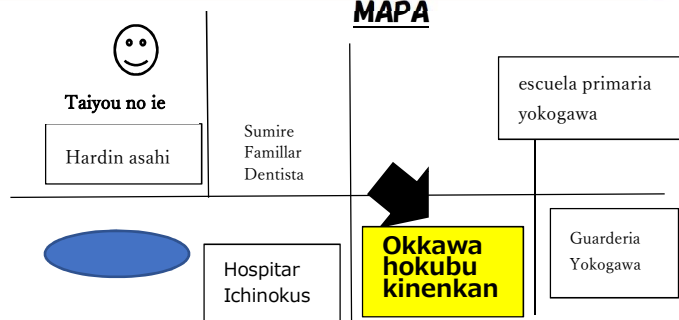 MAPA
Taiyou no ie
Hardin asahi
Sumire
Famillar
Dentista
escuela primaria
yokogawa
Hospitar
Ichinokus
Okkawa
hokubu
kinenkan
Guarderia
Yokogawa